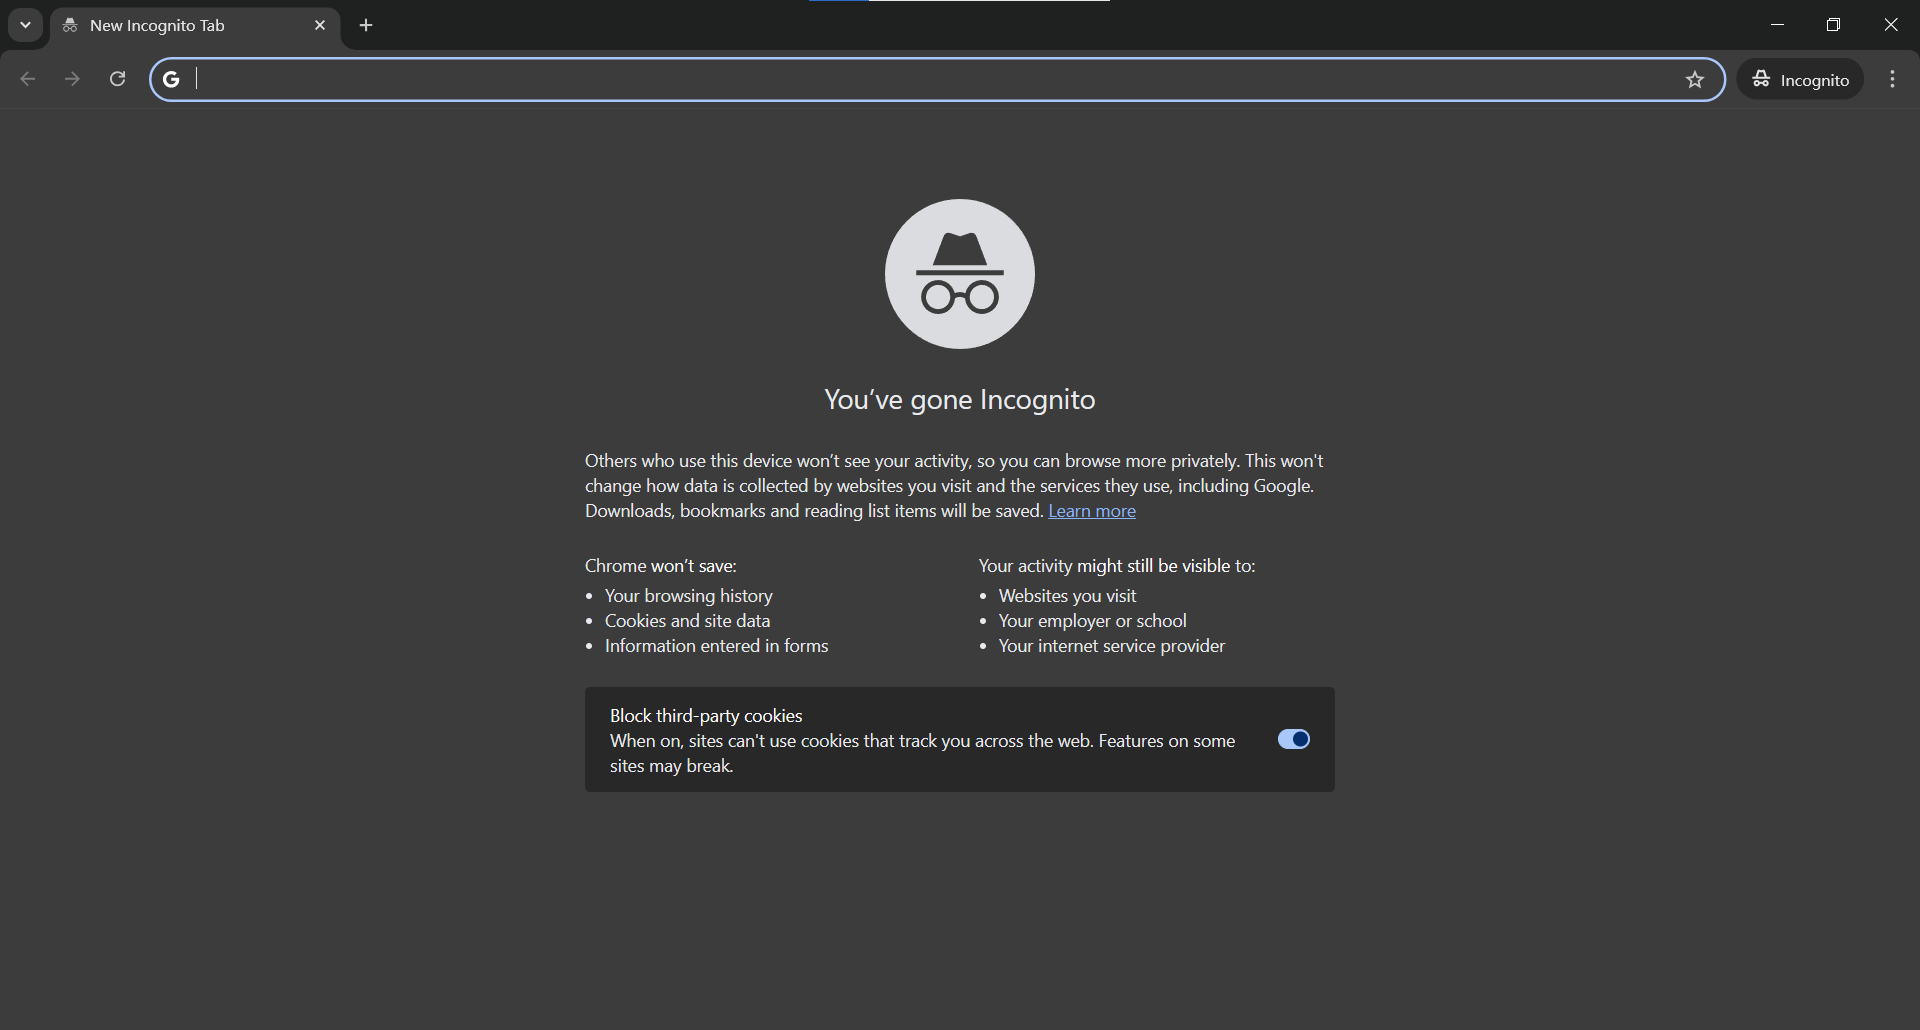 New Incognito Tab
Incognito
You've gone Incognito
Others who use this device won’t see your activity, so you can browse more privately. This won't
change how data is collected by websites you visit and the services they use, including Google.
Downloads, bookmarks and reading list items will be saved. Learn more
Chrome won’t save:
Your browsing history
Cookies and site data
Information entered in forms
Your activity might still be visible to:
Websites you visit
Your employer or school
Your internet service provider
Block third-party cookies
When on, sites can't use cookies that track you across the web. Features on some
sites may break.